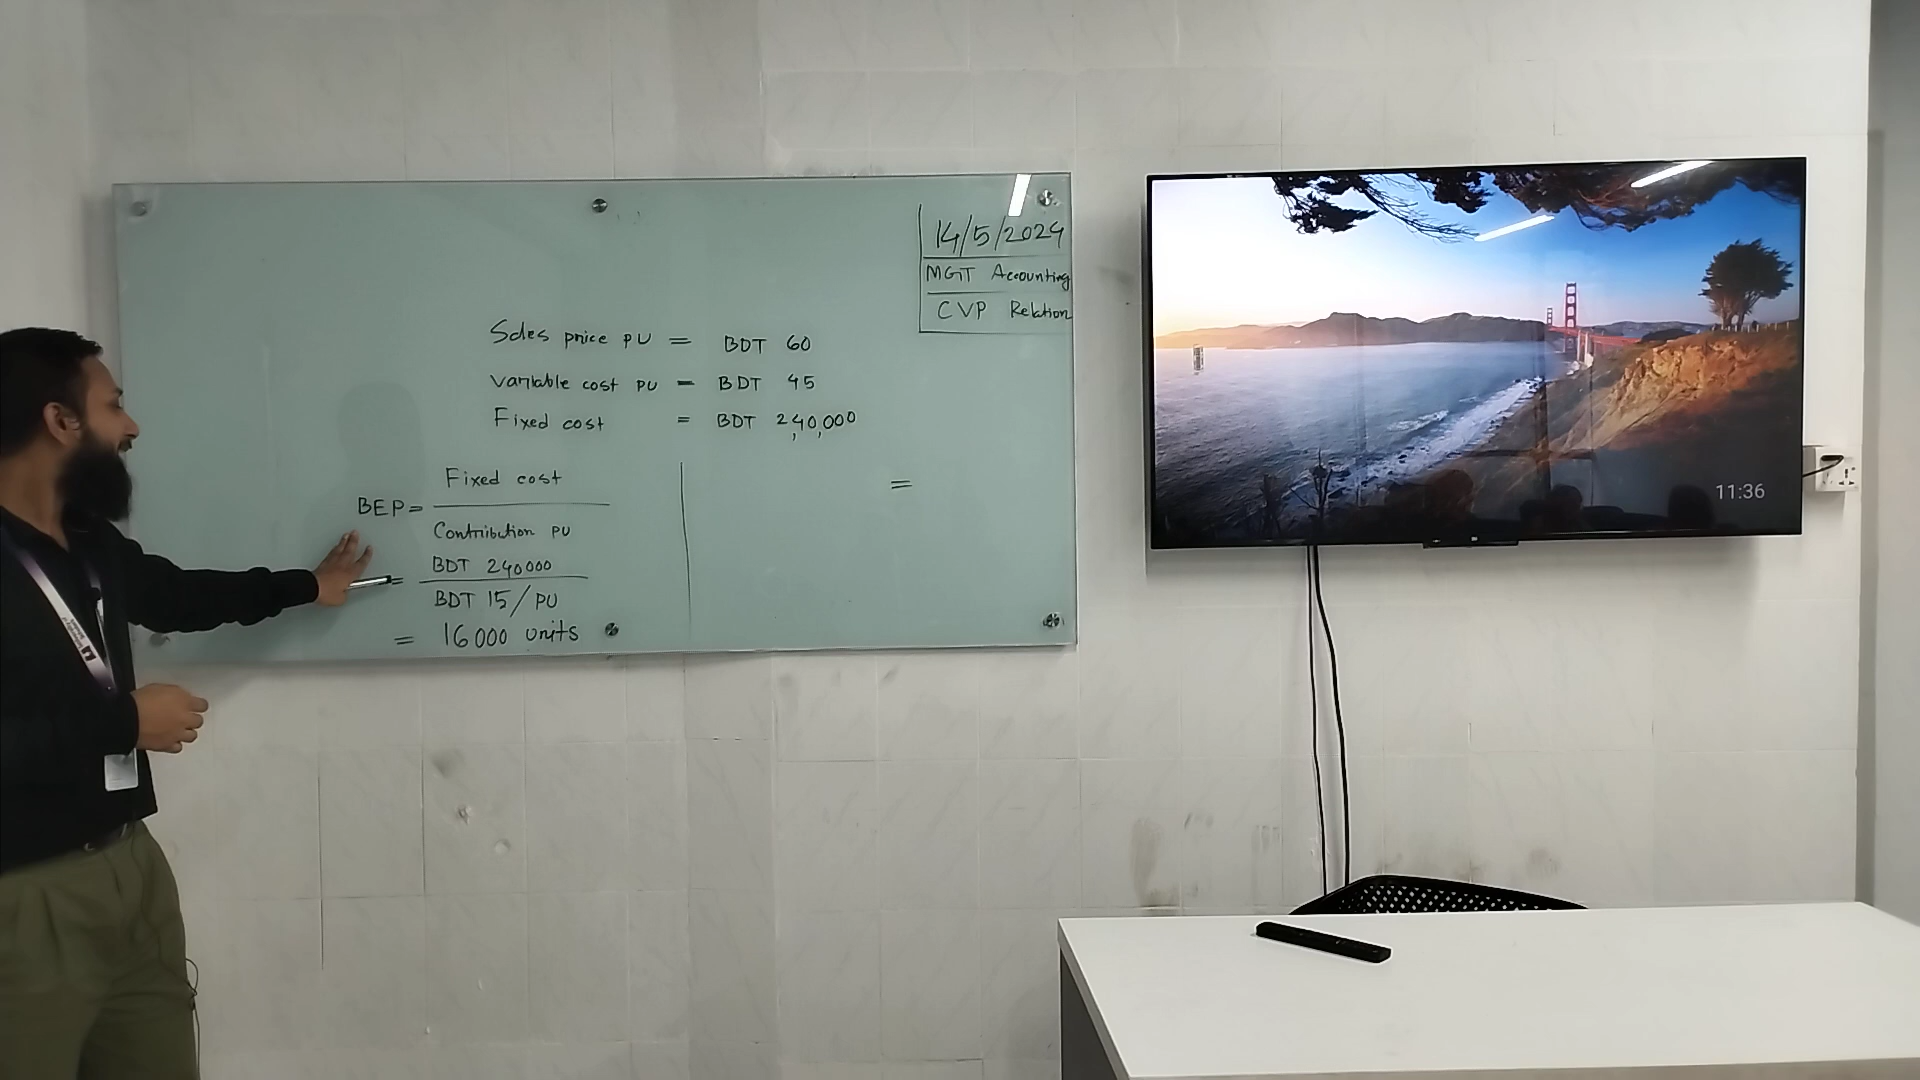 14/5/2024
MGT Accounting
CVP Relation
Sales price PU = BDT 60
Variable cost PU = BDT 45
Fixed cost = BDT 240,000
BEP = Fixed cost
Contribution PU
= BDT 240000
BDT 15/PU
= 16000 units
=
11:36